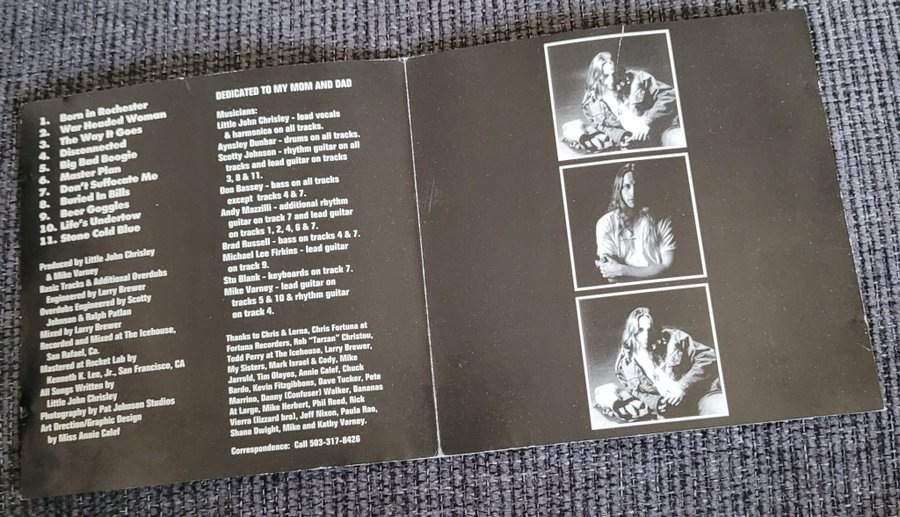 1. Born in Rochester
2. War Headed Woman
3. The Way It Goes
4. Disconnected
5. Big Bad Boogie
6. Master Plan
7. Don't Suffocate Me
8. Buried In Bills
9. Beer Goggles
10. Life's Undertow
11. Stone Cold Blue
Produced by Little John Chrisley
& Mike Varney
Basic Tracks & Additional Overdubs
Engineered by Larry Brewer
Overdubs Engineered by Scotty
Johnson & Ralph Patlan
Mixed by Larry Brewer
Recorded and Mixed at The Icehouse,
San Rafael, Ca.
Mastered at Rocket Lab by
Kenneth K. Lee, Jr., San Francisco, CA
All Songs Written by
Little John Chrisley
Photography by Pat Johnson Studios
Art Drection/Graphic Design
by Miss Annie Calef
DEDICATED TO MY MOM AND DAD
Musicians:
Little John Chrisley - lead vocals
& harmonica on all tracks.
Aynsley Dunbar - drums on all tracks.
Scotty Johnson - rhythm guitar on all
tracks and lead guitar on tracks
3, 8 & 11.
Don Bassey - bass on all tracks
except tracks 4 & 7.
Andy Mazzilli - additional rhythm
guitar on track 7 and lead guitar
on tracks 1, 2, 4, 6 & 7.
Brad Russell - bass on tracks 4 & 7.
Michael Lee Firkins - lead guitar
on track 9.
Stu Blank - keyboards on track 7.
Mike Varney - lead guitar on
tracks 5 & 10 & rhythm guitar
on track 4.
Thanks to Chris & Lorna, Chris Fortuna at
Fortuna Recorders, Rob "Tarzan" Christou,
Todd Perry at The Icehouse, Larry Brewer,
My Sisters, Mark Israel & Cody, Mike
Jarrold, Tim Olayos, Annie Calef, Chuck
Bardo, Kevin Fitzgibbons, Dave Tucker, Pete
Marrino, Danny (Confuser) Walker, Bananas
At Large, Mike Herbert, Phil Reed, Rick
Vierra (lizzard bro), Jeff Nixon, Paula Rao,
Shane Dwight, Mike and Kathy Varney.
Correspondence: Call 503-317-8426